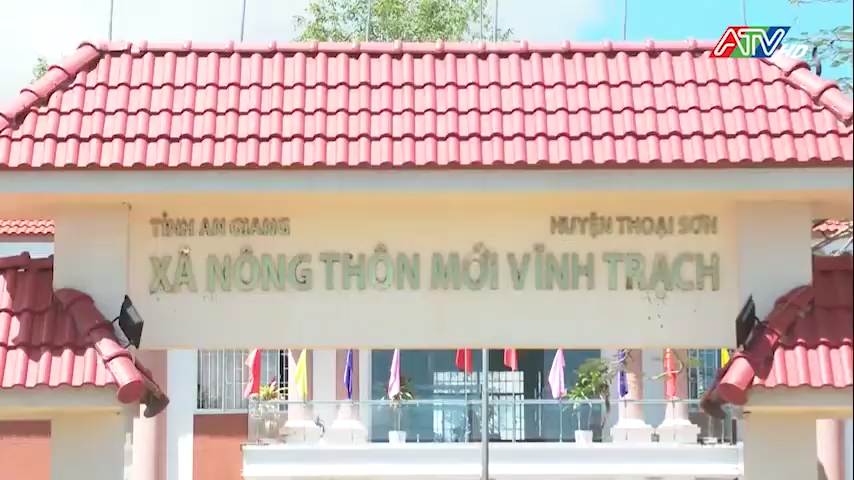 ATV HD
TỈNH AN GIANG
HUYỆN THOẠI SƠN
XÃ NÔNG THÔN MỚI VĨNH TRẠCH